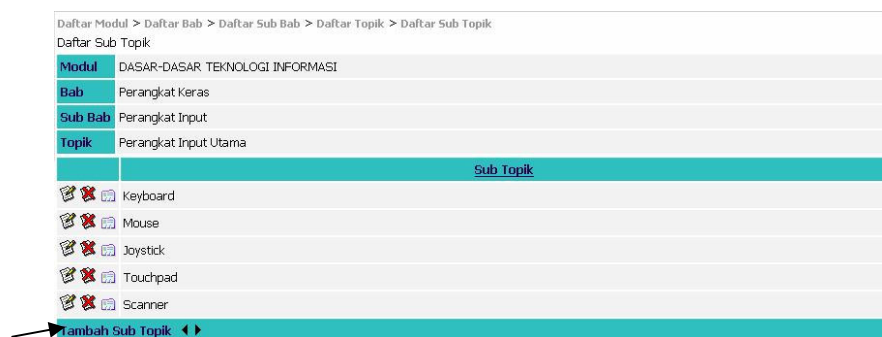 Daftar Modul > Daftar Bab > Daftar Sub Bab > Daftar Topik > Daftar Sub Topik
Daftar Sub Topik
Modul DASAR-DASAR TEKNOLOGI INFORMASI
Bab Perangkat Keras
Sub Bab Perangkat Input
Topik Perangkat Input Utama
Sub Topik
Keyboard
Mouse
Joystick
Touchpad
Scanner
Tambah Sub Topik